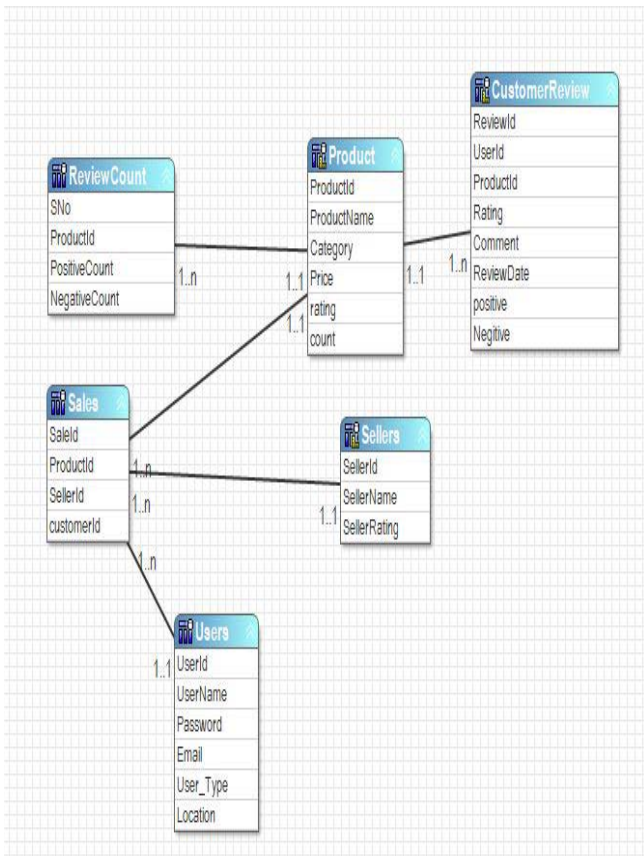 CustomerReview
ReviewId
UserId
ProductId
Rating
Comment
ReviewDate
positive
Negitive
Product
ProductId
ProductName
Category
Price
rating
count
ReviewCount
SNo
ProductId
PositiveCount
NegativeCount
1..n
1..1
1..1
1..n
1..1
Sales
SaleId
ProductId
SellerId
customerId
1..n
1..n
1..n
Sellers
SellerId
SellerName
SellerRating
1..1
Users
UserId
UserName
Password
Email
User_Type
Location
1..1